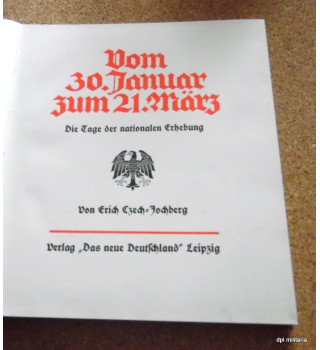 Vom
30. Januar
zum 21. März
Die Tage der nationalen Erhebung
Von Erich Czech-Jochberg
Verlag „Das neue Deutschland" Leipzig
dpl militaria